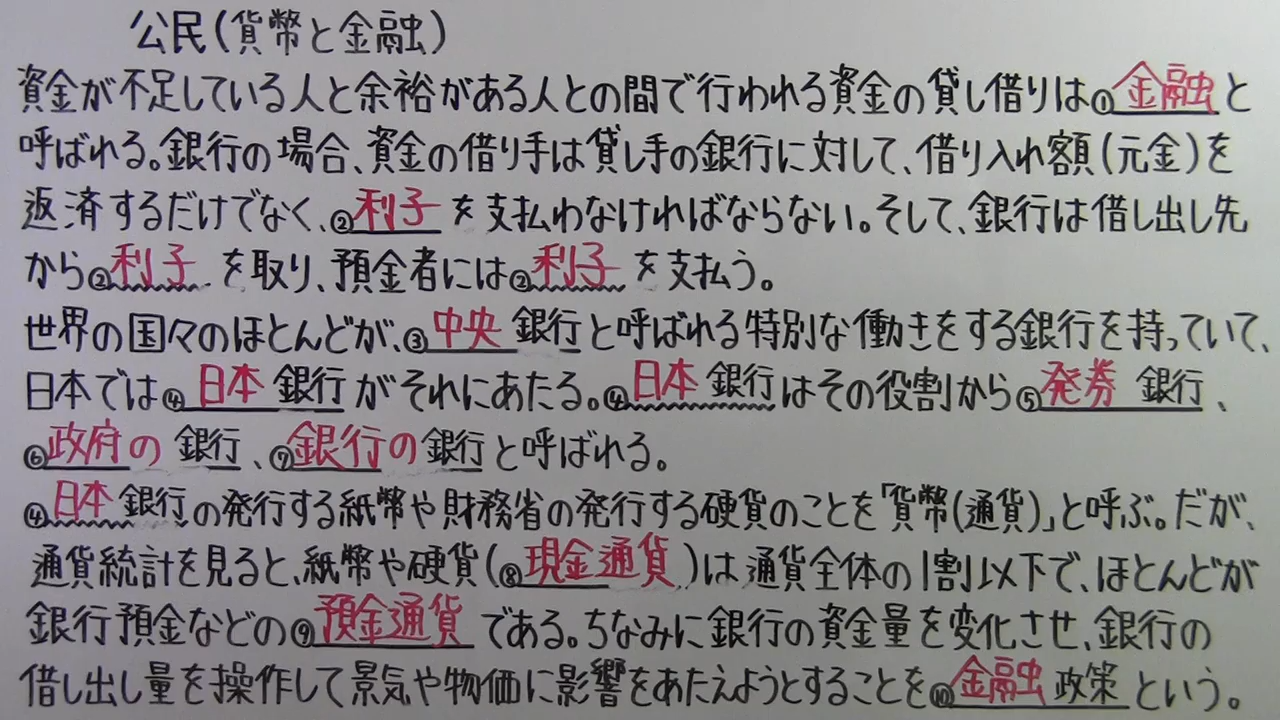 公民(貨幣と金融)
資金が不足している人と余裕がある人との間で行われる資金の貸し借りは①金融と
呼ばれる。銀行の場合、資金の借り手は貸し手の銀行に対して、借り入れ額(元金)を
返済するだけでなく、②利子を支払わなければならない。そして、銀行は借し出し先
から②利子を取り、預金者には②利子を支払う。
世界の国々のほとんどが、③中央銀行と呼ばれる特別な働きをする銀行を持っていて、
日本では④日本銀行がそれにあたる。④日本銀行はその役割から⑤発券銀行、
⑥政府の銀行、⑦銀行の銀行と呼ばれる。
④日本銀行の発行する紙幣や財務省の発行する硬貨のことを「貨幣(通貨)」と呼ぶ。だが、
通貨統計を見ると、紙幣や硬貨(⑧現金通貨)は通貨全体の1割以下で、ほとんどが
銀行預金などの⑨預金通貨である。ちなみに銀行の資金量を変化させ、銀行の
借し出し量を操作して景気や物価に影響をあたえようとすることを⑩金融政策という。